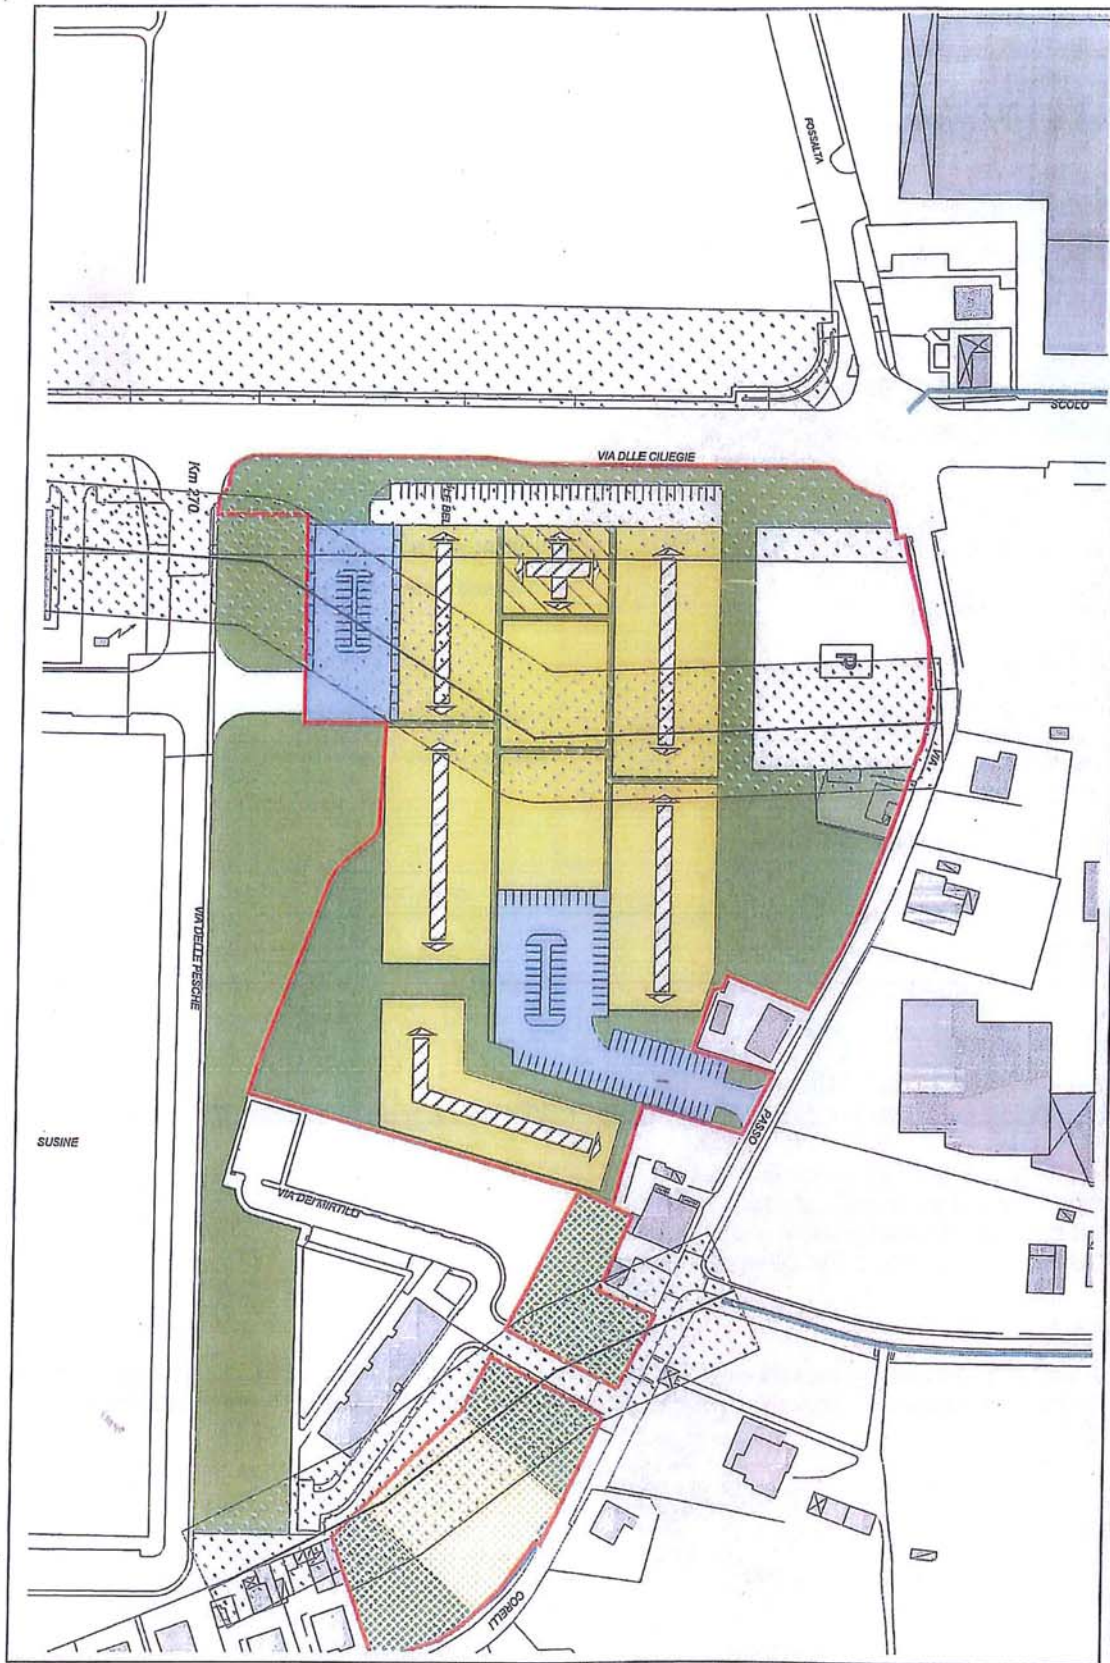 FOSSALTA
SCOLO
VIA DLLE CILIEGIE
Km 270
P
VIA
VIA DELLE PESCHE
PASSO
SUSINE
VIA DEI MIRTILLI
CORELLI